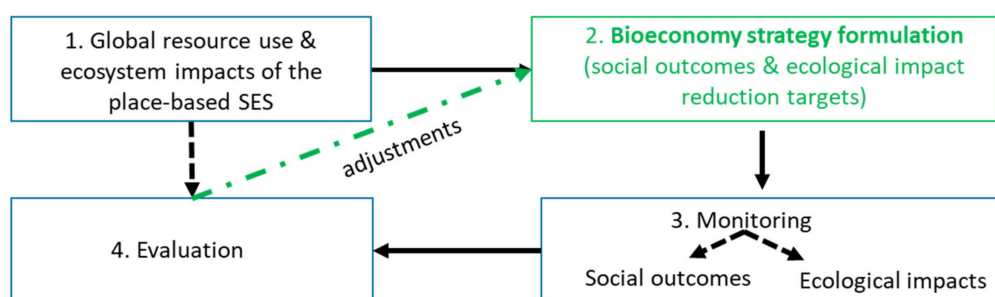 1. Global resource use &
ecosystem impacts of the
place-based SES
2. Bioeconomy strategy formulation
(social outcomes & ecological impact
reduction targets)
adjustments
3. Monitoring
Social outcomes
Ecological impacts
4. Evaluation